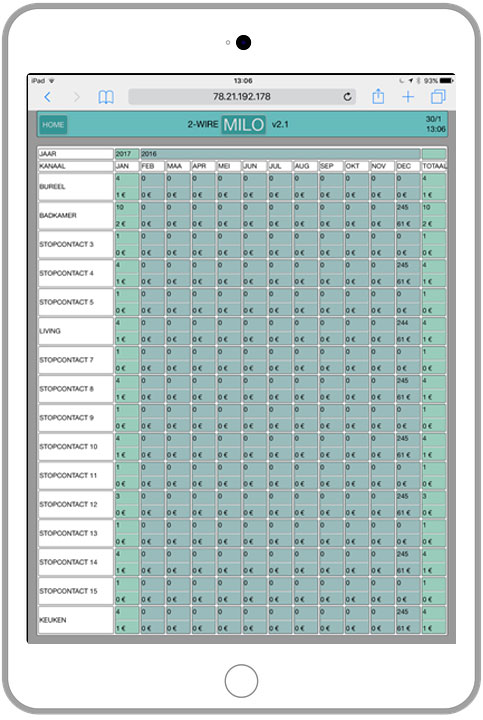 iPad 13:06 93%
78.21.192.178
HOME 2-WIRE MILO v2.1 30/1
13:06
JAAR 2017 2016
KANAAL JAN FEB MAA APR MEI JUN JUL AUG SEP OKT NOV DEC TOTAAL
BUREEL 4 0 0 0 0 0 0 0 0 0 0 0 4
1 € 0 € 0 € 0 € 0 € 0 € 0 € 0 € 0 € 0 € 0 € 0 € 1 €
BADKAMER 10 0 0 0 0 0 0 0 0 0 0 245 10
2 € 0 € 0 € 0 € 0 € 0 € 0 € 0 € 0 € 0 € 0 € 61 € 2 €
STOPCONTACT 3 1 0 0 0 0 0 0 0 0 0 0 0 1
0 € 0 € 0 € 0 € 0 € 0 € 0 € 0 € 0 € 0 € 0 € 0 € 0 €
STOPCONTACT 4 4 0 0 0 0 0 0 0 0 0 0 245 4
1 € 0 € 0 € 0 € 0 € 0 € 0 € 0 € 0 € 0 € 0 € 61 € 1 €
STOPCONTACT 5 1 0 0 0 0 0 0 0 0 0 0 0 1
0 € 0 € 0 € 0 € 0 € 0 € 0 € 0 € 0 € 0 € 0 € 0 € 0 €
LIVING 4 0 0 0 0 0 0 0 0 0 0 244 4
1 € 0 € 0 € 0 € 0 € 0 € 0 € 0 € 0 € 0 € 0 € 61 € 1 €
STOPCONTACT 7 1 0 0 0 0 0 0 0 0 0 0 0 1
0 € 0 € 0 € 0 € 0 € 0 € 0 € 0 € 0 € 0 € 0 € 0 € 0 €
STOPCONTACT 8 4 0 0 0 0 0 0 0 0 0 0 245 4
1 € 0 € 0 € 0 € 0 € 0 € 0 € 0 € 0 € 0 € 0 € 61 € 1 €
STOPCONTACT 9 1 0 0 0 0 0 0 0 0 0 0 0 1
0 € 0 € 0 € 0 € 0 € 0 € 0 € 0 € 0 € 0 € 0 € 0 € 0 €
STOPCONTACT 10 4 0 0 0 0 0 0 0 0 0 0 245 4
1 € 0 € 0 € 0 € 0 € 0 € 0 € 0 € 0 € 0 € 0 € 61 € 1 €
STOPCONTACT 11 1 0 0 0 0 0 0 0 0 0 0 0 1
0 € 0 € 0 € 0 € 0 € 0 € 0 € 0 € 0 € 0 € 0 € 0 € 0 €
STOPCONTACT 12 3 0 0 0 0 0 0 0 0 0 0 245 3
0 € 0 € 0 € 0 € 0 € 0 € 0 € 0 € 0 € 0 € 0 € 61 € 0 €
STOPCONTACT 13 1 0 0 0 0 0 0 0 0 0 0 0 1
0 € 0 € 0 € 0 € 0 € 0 € 0 € 0 € 0 € 0 € 0 € 0 € 0 €
STOPCONTACT 14 4 0 0 0 0 0 0 0 0 0 0 245 4
1 € 0 € 0 € 0 € 0 € 0 € 0 € 0 € 0 € 0 € 0 € 61 € 1 €
STOPCONTACT 15 1 0 0 0 0 0 0 0 0 0 0 0 1
0 € 0 € 0 € 0 € 0 € 0 € 0 € 0 € 0 € 0 € 0 € 0 € 0 €
KEUKEN 4 0 0 0 0 0 0 0 0 0 0 245 4
1 € 0 € 0 € 0 € 0 € 0 € 0 € 0 € 0 € 0 € 0 € 61 € 1 €